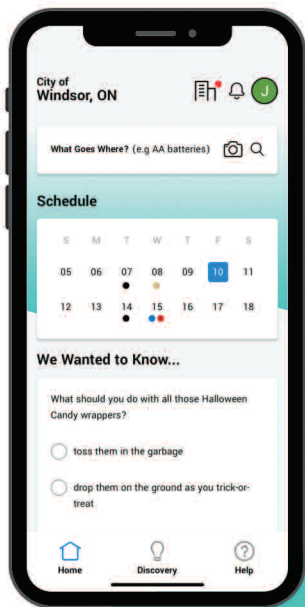 City of
Windsor, ON
J
What Goes Where? (e.g AA batteries)
Schedule
S M T W T F S
05 06 07 08 09 10 11
12 13 14 15 16 17 18
We Wanted to Know...
What should you do with all those Halloween
Candy wrappers?
toss them in the garbage
drop them on the ground as you trick-or-
treat
?
Home Discovery Help